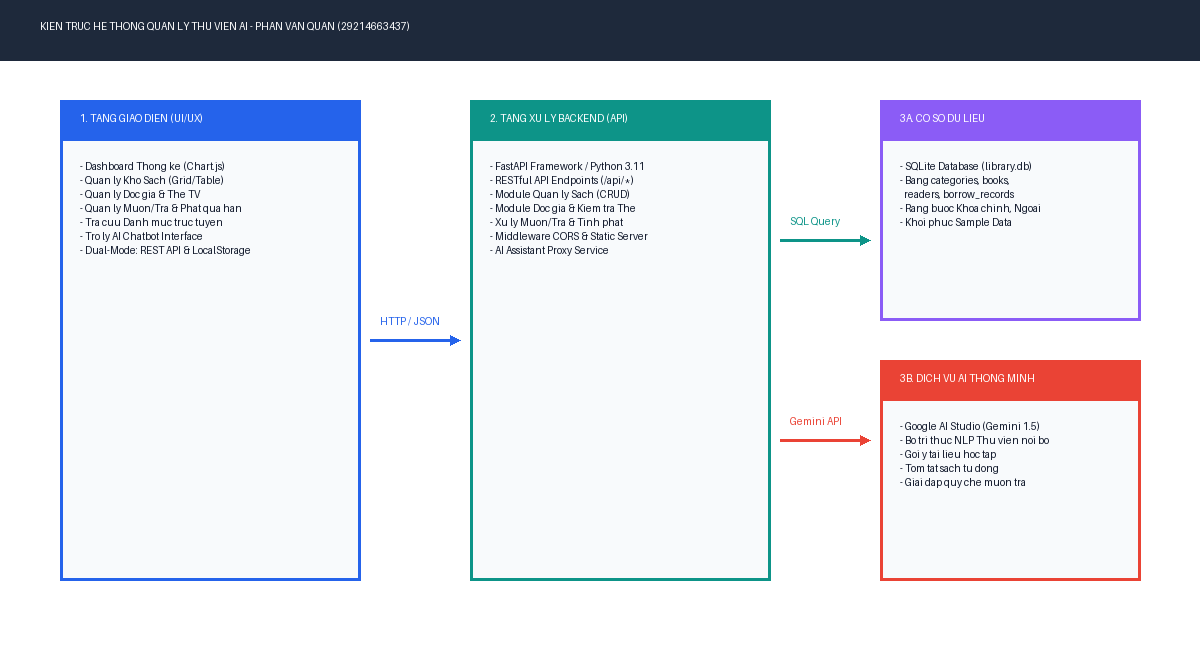 KIEN TRUC HE THONG QUAN LY THU VIEN AI - PHAN VAN QUAN (29214663437)
1. TANG GIAO DIEN (UI/UX)
- Dashboard Thong ke (Chart.js)
- Quan ly Kho Sach (Grid/Table)
- Quan ly Doc gia & The TV
- Quan ly Muon/Tra & Phat qua han
- Tra cuu Danh muc truc tuyen
- Tro ly AI Chatbot Interface
- Dual-Mode: REST API & LocalStorage
HTTP / JSON
2. TANG XU LY BACKEND (API)
- FastAPI Framework / Python 3.11
- RESTful API Endpoints (/api/*)
- Module Quan ly Sach (CRUD)
- Module Doc gia & Kiem tra The
- Xu ly Muon/Tra & Tinh phat
- Middleware CORS & Static Server
- AI Assistant Proxy Service
SQL Query
Gemini API
3A. CO SO DU LIEU
- SQLite Database (library.db)
- Bang categories, books,
readers, borrow_records
- Rang buoc Khoa chinh, Ngoai
- Khoi phuc Sample Data
3B. DICH VU AI THONG MINH
- Google AI Studio (Gemini 1.5)
- Bo tri thuc NLP Thu vien noi bo
- Goi y tai lieu hoc tap
- Tom tat sach tu dong
- Giai dap quy che muon tra